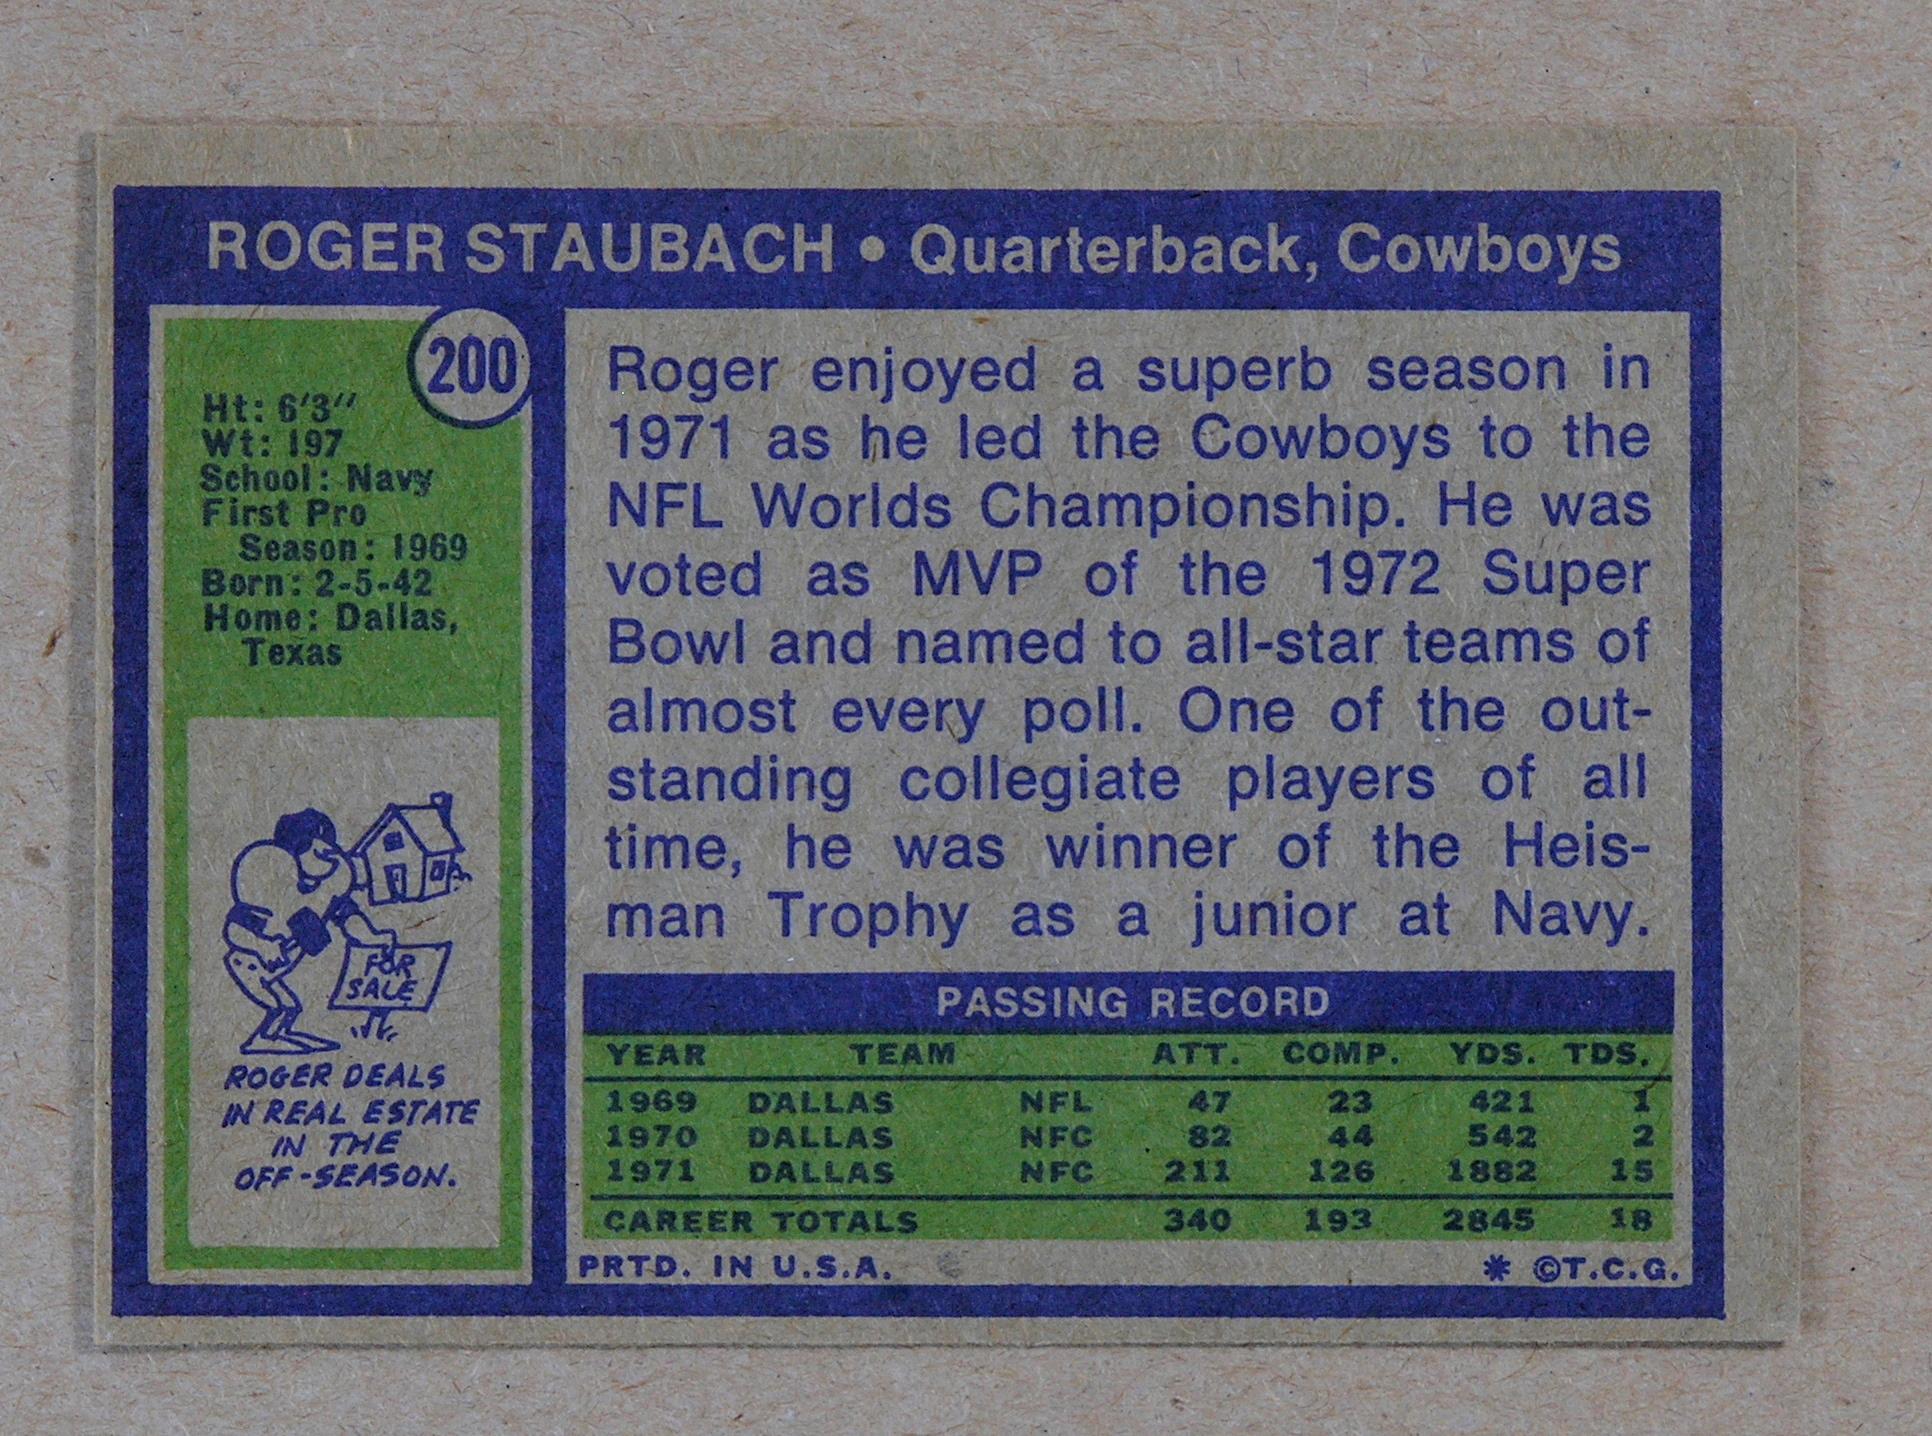 ROGER STAUBACH • Quarterback, Cowboys
200
Ht: 6'3"
Wt: 197
School: Navy
First Pro
Season: 1969
Born: 2-5-42
Home: Dallas,
Texas
FOR
SALE
ROGER DEALS
IN REAL ESTATE
IN THE
OFF-SEASON.
Roger enjoyed a superb season in
1971 as he led the Cowboys to the
NFL Worlds Championship. He was
voted as MVP of the 1972 Super
Bowl and named to all-star teams of
almost every poll. One of the out-
standing collegiate players of all
time, he was winner of the Heis-
man Trophy as a junior at Navy.
PASSING RECORD
YEAR TEAM ATT. COMP. YDS. TDS.
1969 DALLAS NFL 47 23 421 1
1970 DALLAS NFC 82 44 542 2
1971 DALLAS NFC 211 126 1882 15
CAREER TOTALS 340 193 2845 18
PRTD. IN U.S.A. * ©T.C.G.